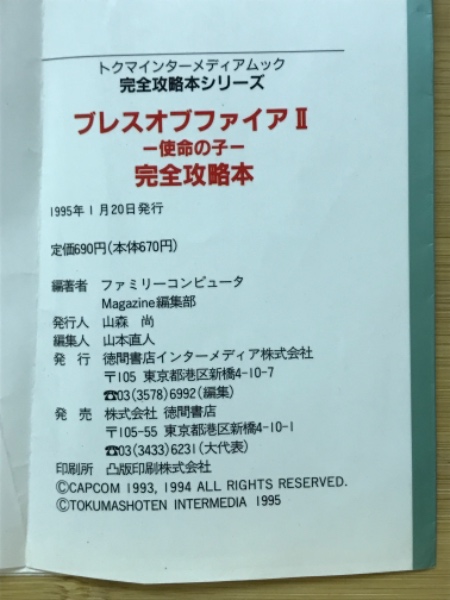 トクマインターメディアムック
完全攻略本シリーズ
ブレスオブファイアⅡ
ー使命の子ー
完全攻略本
1995年1月20日発行
定価690円(本体670円)
編著者 ファミリーコンピュータ
Magazine編集部
発行人 山森 尚
編集人 山本直人
発 行 徳間書店インターメディア株式会社
〒105 東京都港区新橋4-10-7
☎03(3578)6992(編集)
発 売 株式会社 徳間書店
〒105-55 東京都港区新橋4-10-1
☎03(3433)6231(大代表)
印刷所 凸版印刷株式会社
©CAPCOM 1993, 1994 ALL RIGHTS RESERVED.
©TOKUMASHOTEN INTERMEDIA 1995